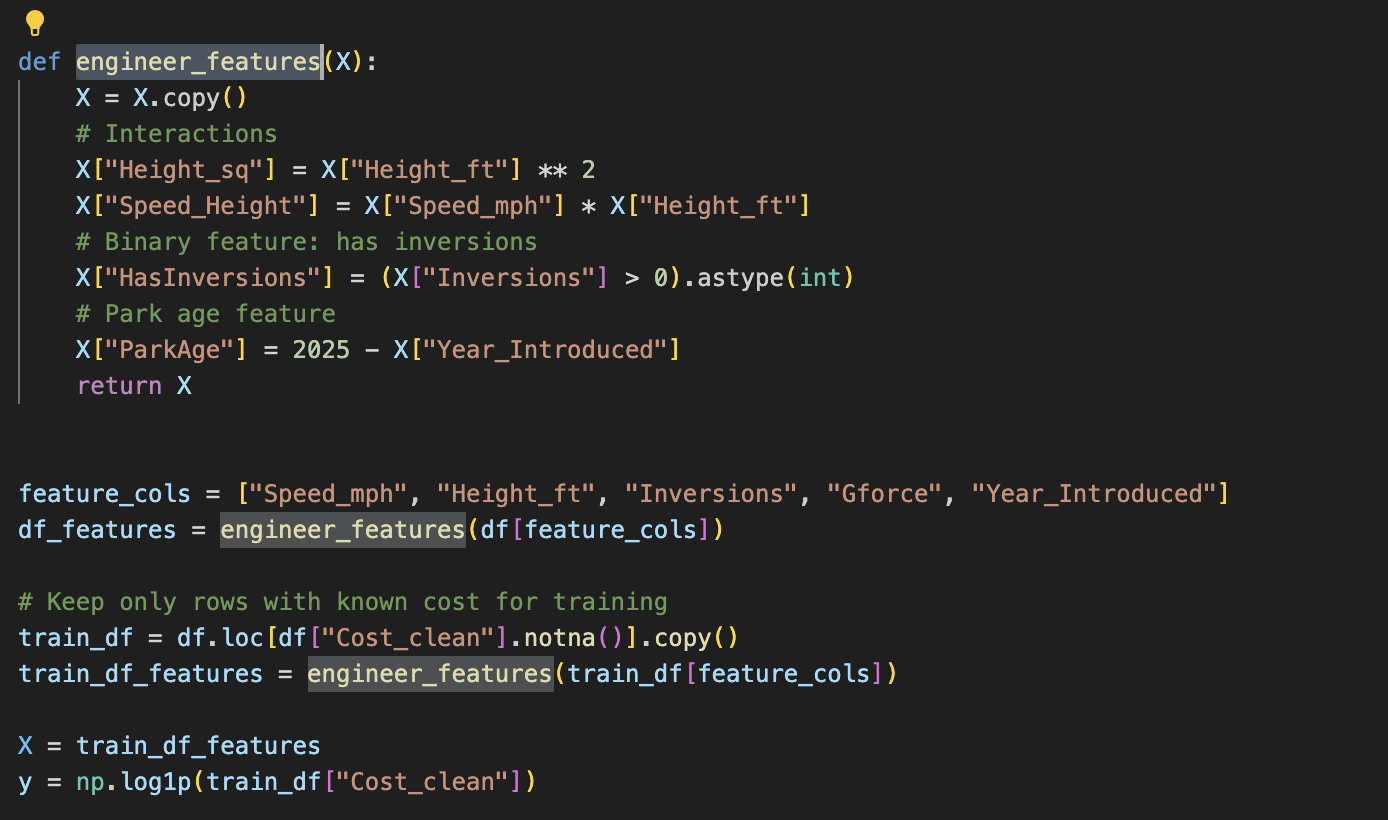 def engineer_features(X):
    X = X.copy()
    # Interactions
    X["Height_sq"] = X["Height_ft"] ** 2
    X["Speed_Height"] = X["Speed_mph"] * X["Height_ft"]
    # Binary feature: has inversions
    X["HasInversions"] = (X["Inversions"] > 0).astype(int)
    # Park age feature
    X["ParkAge"] = 2025 - X["Year_Introduced"]
    return X
feature_cols = ["Speed_mph", "Height_ft", "Inversions", "Gforce", "Year_Introduced"]
df_features = engineer_features(df[feature_cols])
# Keep only rows with known cost for training
train_df = df.loc[df["Cost_clean"].notna()].copy()
train_df_features = engineer_features(train_df[feature_cols])
X = train_df_features
y = np.log1p(train_df["Cost_clean"])